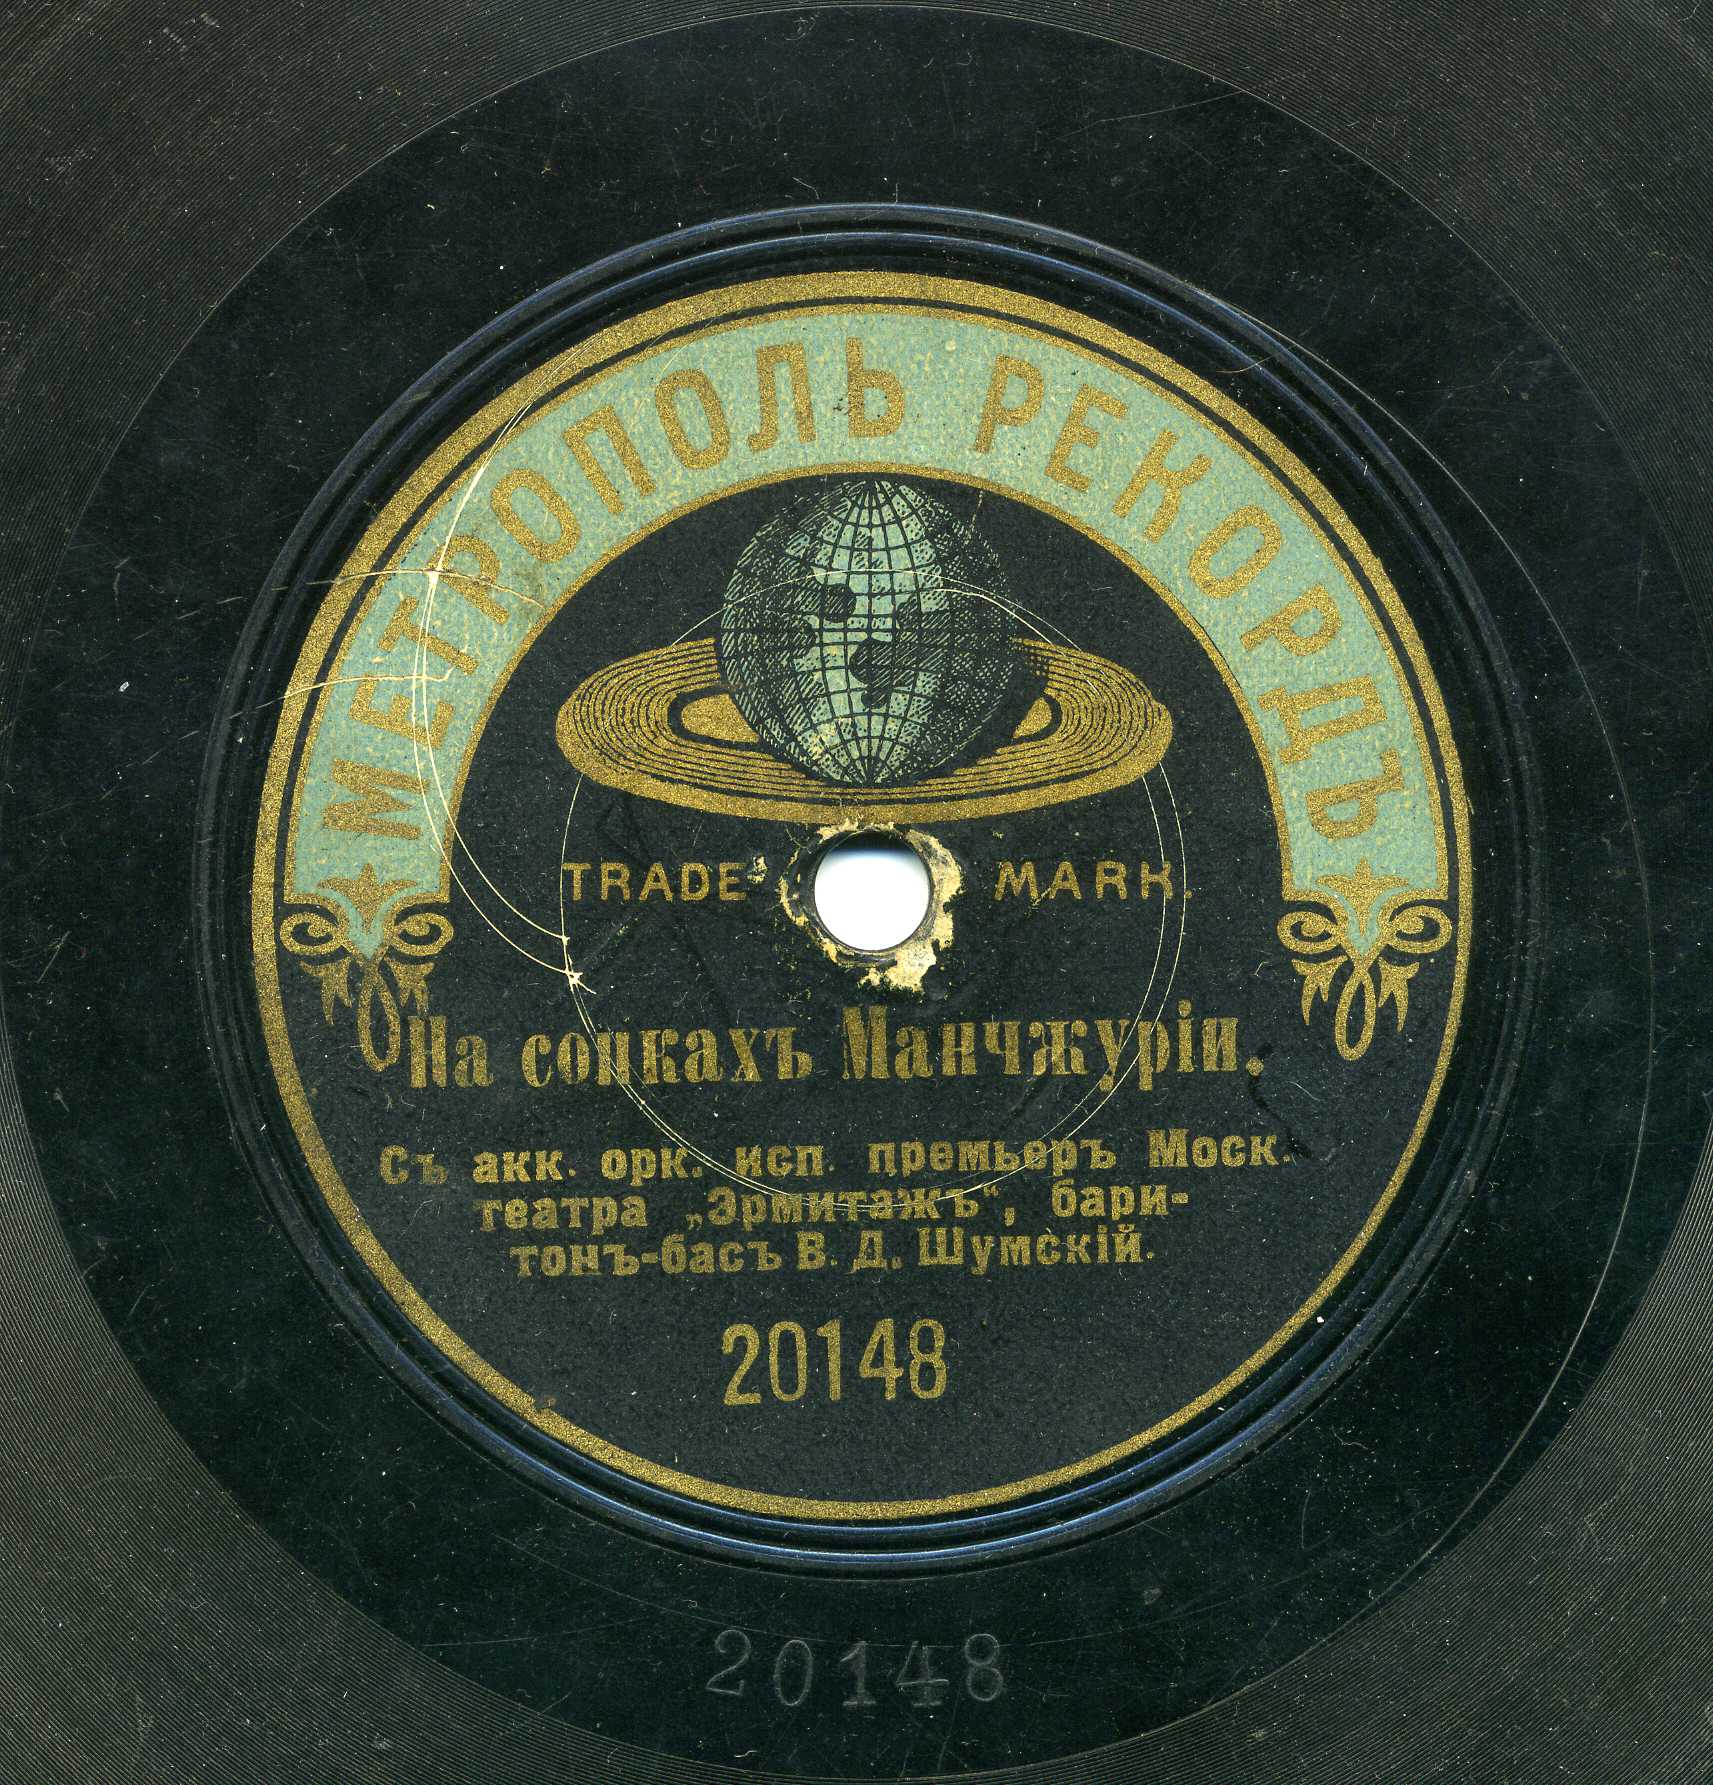 МЕТРОПОЛЬ РЕКОРДЪ
TRADE MARK.
На сопкахъ Манчжуріи.
Съ акк. орк. исп. премьеръ Моск.
театра „Эрмитажъ“, бари-
тонъ-басъ В. Д. Шумскій.
20148
20148